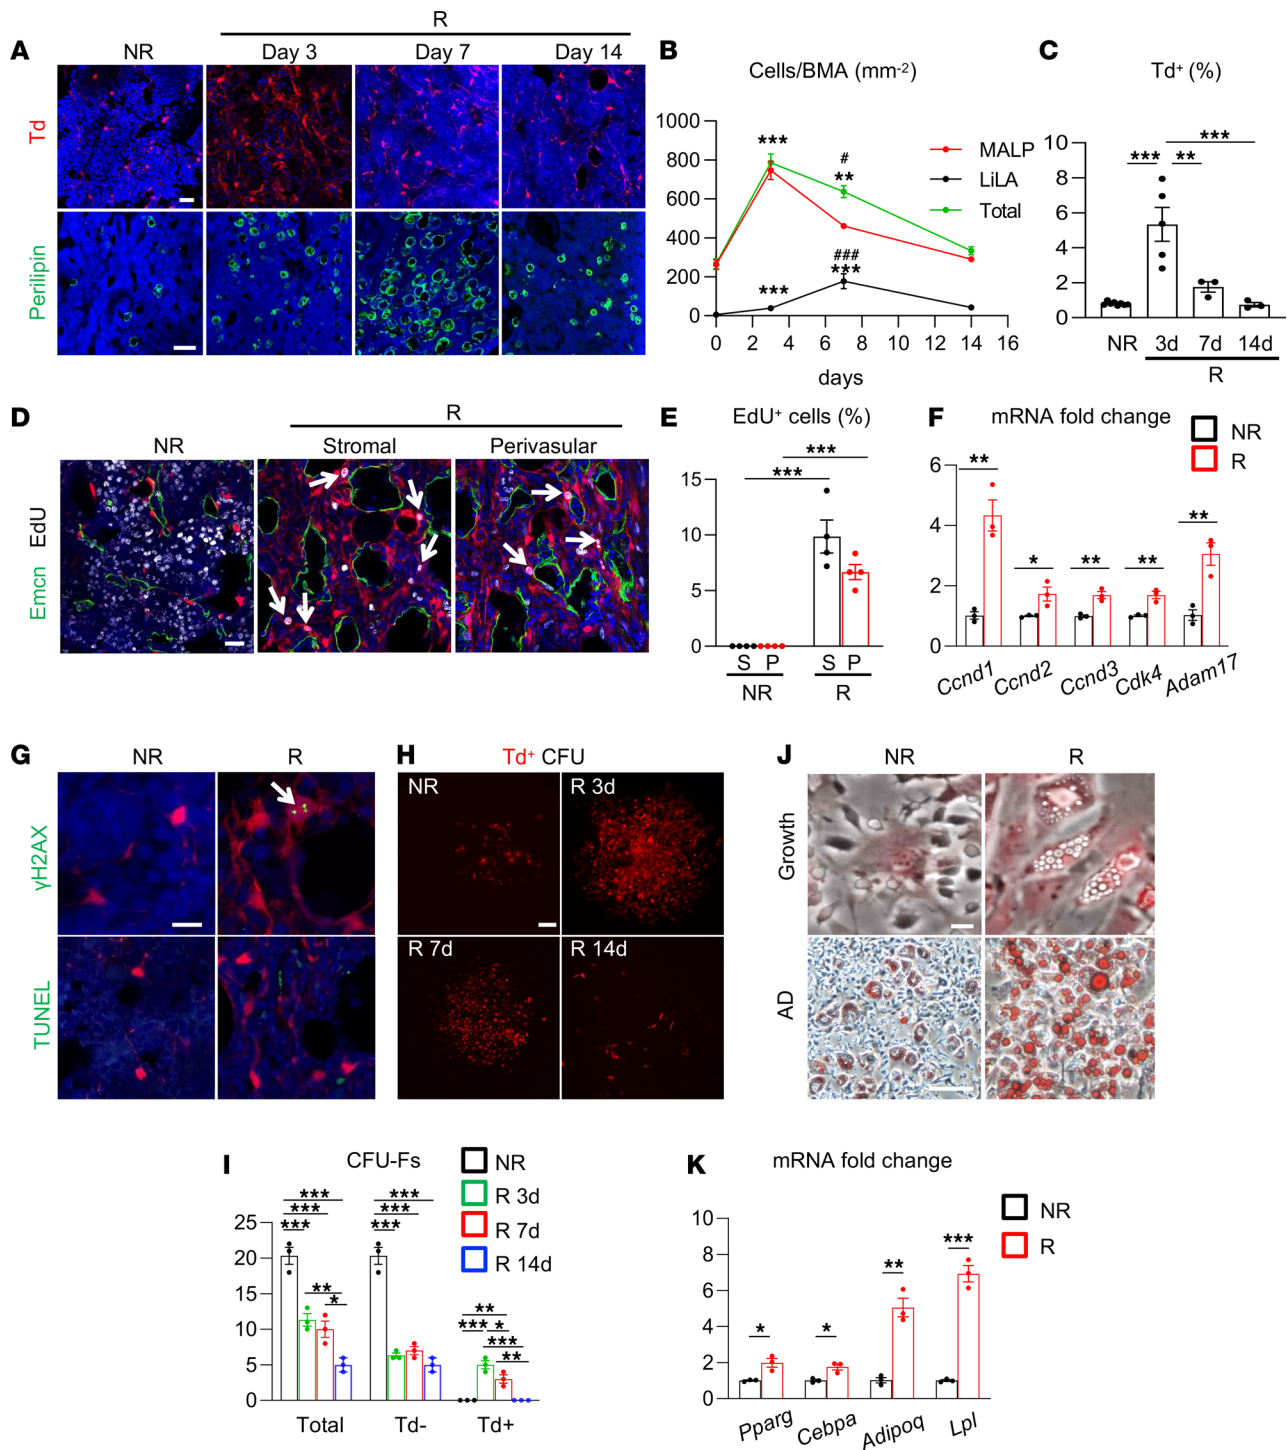 R
A
NR
Day 3
Day 7
Day 14
Td
Perilipin
B
Cells/BMA (mm-2)
1000
800
600
400
200
0
***
#
**
###
***
***
MALP
LiLA
Total
0 2 4 6 8 10 12 14 16
days
C
Td+ (%)
10
8
6
4
2
0
***
*** **
NR 3d 7d 14d
R
D
R
NR
Stromal
Perivasular
Emcn EdU
E
EdU+ cells (%)
15
10
5
0
***
***
S P S P
NR R
F
mRNA fold change
NR
R
6
4
2
0
**
*
**
**
**
Ccnd1
Ccnd2
Ccnd3
Cdk4
Adam17
G
NR
R
γH2AX
TUNEL
H
Td+ CFU
NR
R 3d
R 7d
R 14d
J
NR
R
Growth
AD
I
CFU-Fs
NR
R 3d
R 7d
R 14d
25
20
15
10
5
0
***
***
***
**
*
***
***
***
**
*** *
***
**
Total
Td-
Td+
K
mRNA fold change
NR
R
10
8
6
4
2
0
*
*
**
***
Pparg
Cebpa
Adipoq
Lpl